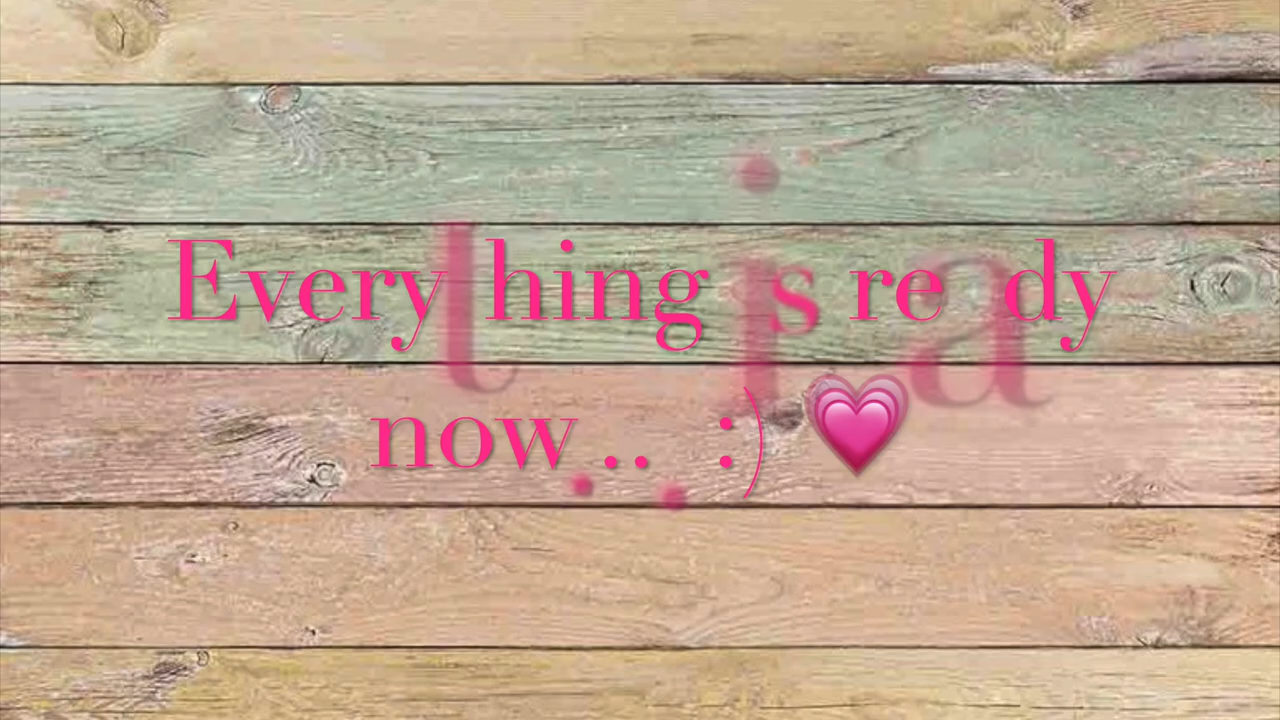 Everything is ready
now.... :) 💗